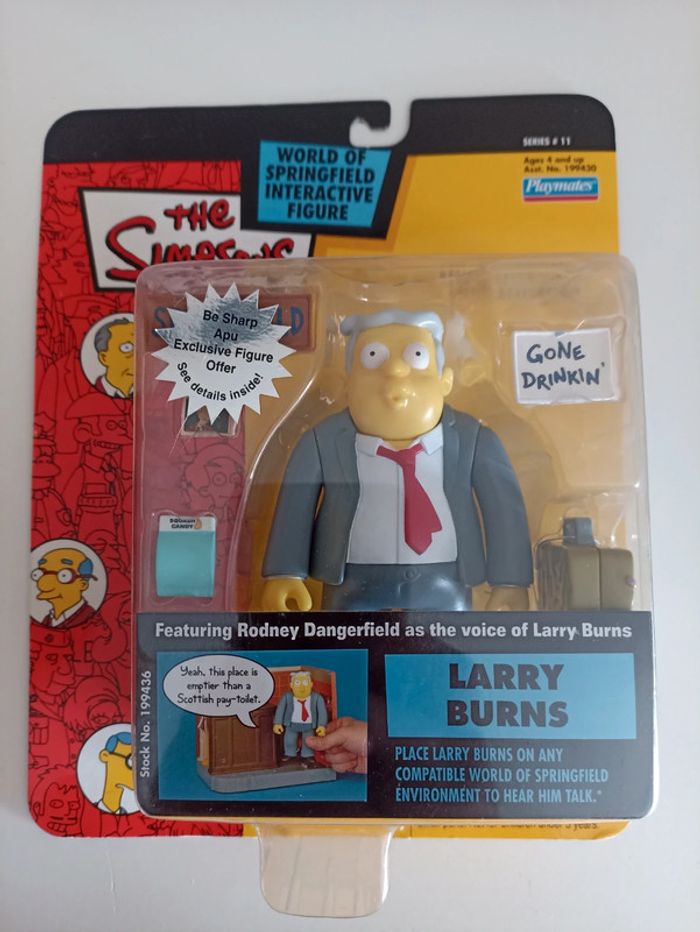 WORLD OF
SPRINGFIELD
INTERACTIVE
FIGURE
SERIES # 11
Ages 4 and up
Asst. No. 199430
Playmates
THE
SIMPSONS
Be Sharp
Apu
Exclusive Figure
Offer
See details inside!
GONE
DRINKIN'
CANDY
Featuring Rodney Dangerfield as the voice of Larry Burns
Stock No. 199436
Yeah, this place is
emptier than a
Scottish pay-toilet.
LARRY
BURNS
PLACE LARRY BURNS ON ANY
COMPATIBLE WORLD OF SPRINGFIELD
ENVIRONMENT TO HEAR HIM TALK.*